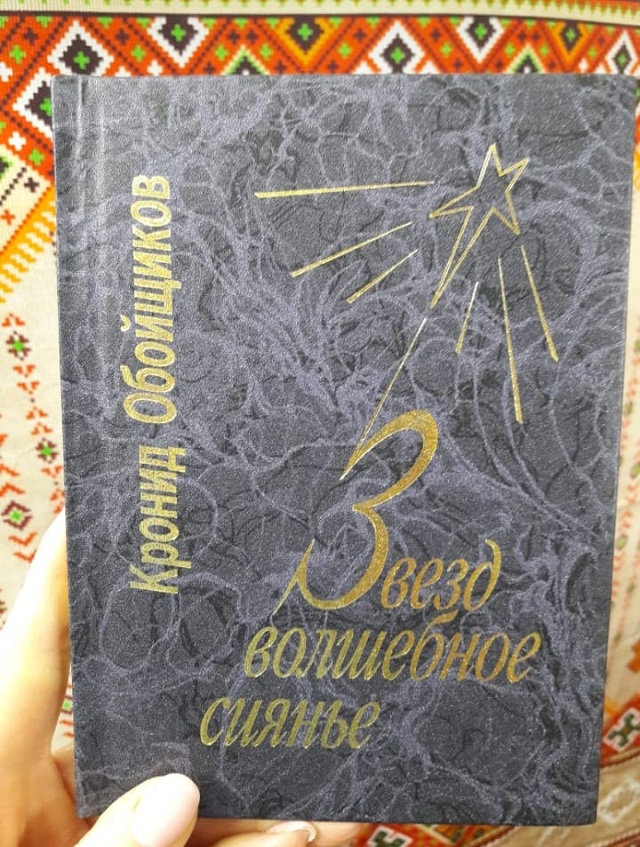 Кронид Обойщиков
Звезд
волшебное
сиянье